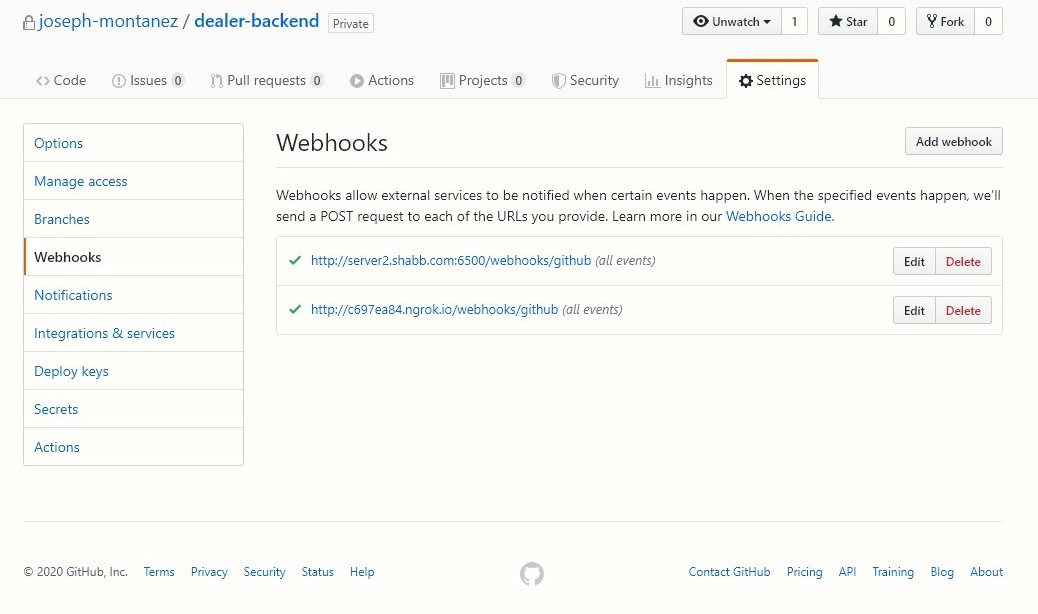 joseph-montanez / dealer-backend Private
Unwatch 1 Star 0 Fork 0
Code Issues 0 Pull requests 0 Actions Projects 0 Security Insights Settings
Options
Manage access
Branches
Webhooks
Notifications
Integrations & services
Deploy keys
Secrets
Actions
Webhooks
Add webhook
Webhooks allow external services to be notified when certain events happen. When the specified events happen, we'll
send a POST request to each of the URLs you provide. Learn more in our Webhooks Guide.
http://server2.shabb.com:6500/webhooks/github (all events) Edit Delete
http://c697ea84.ngrok.io/webhooks/github (all events) Edit Delete
© 2020 GitHub, Inc. Terms Privacy Security Status Help Contact GitHub Pricing API Training Blog About